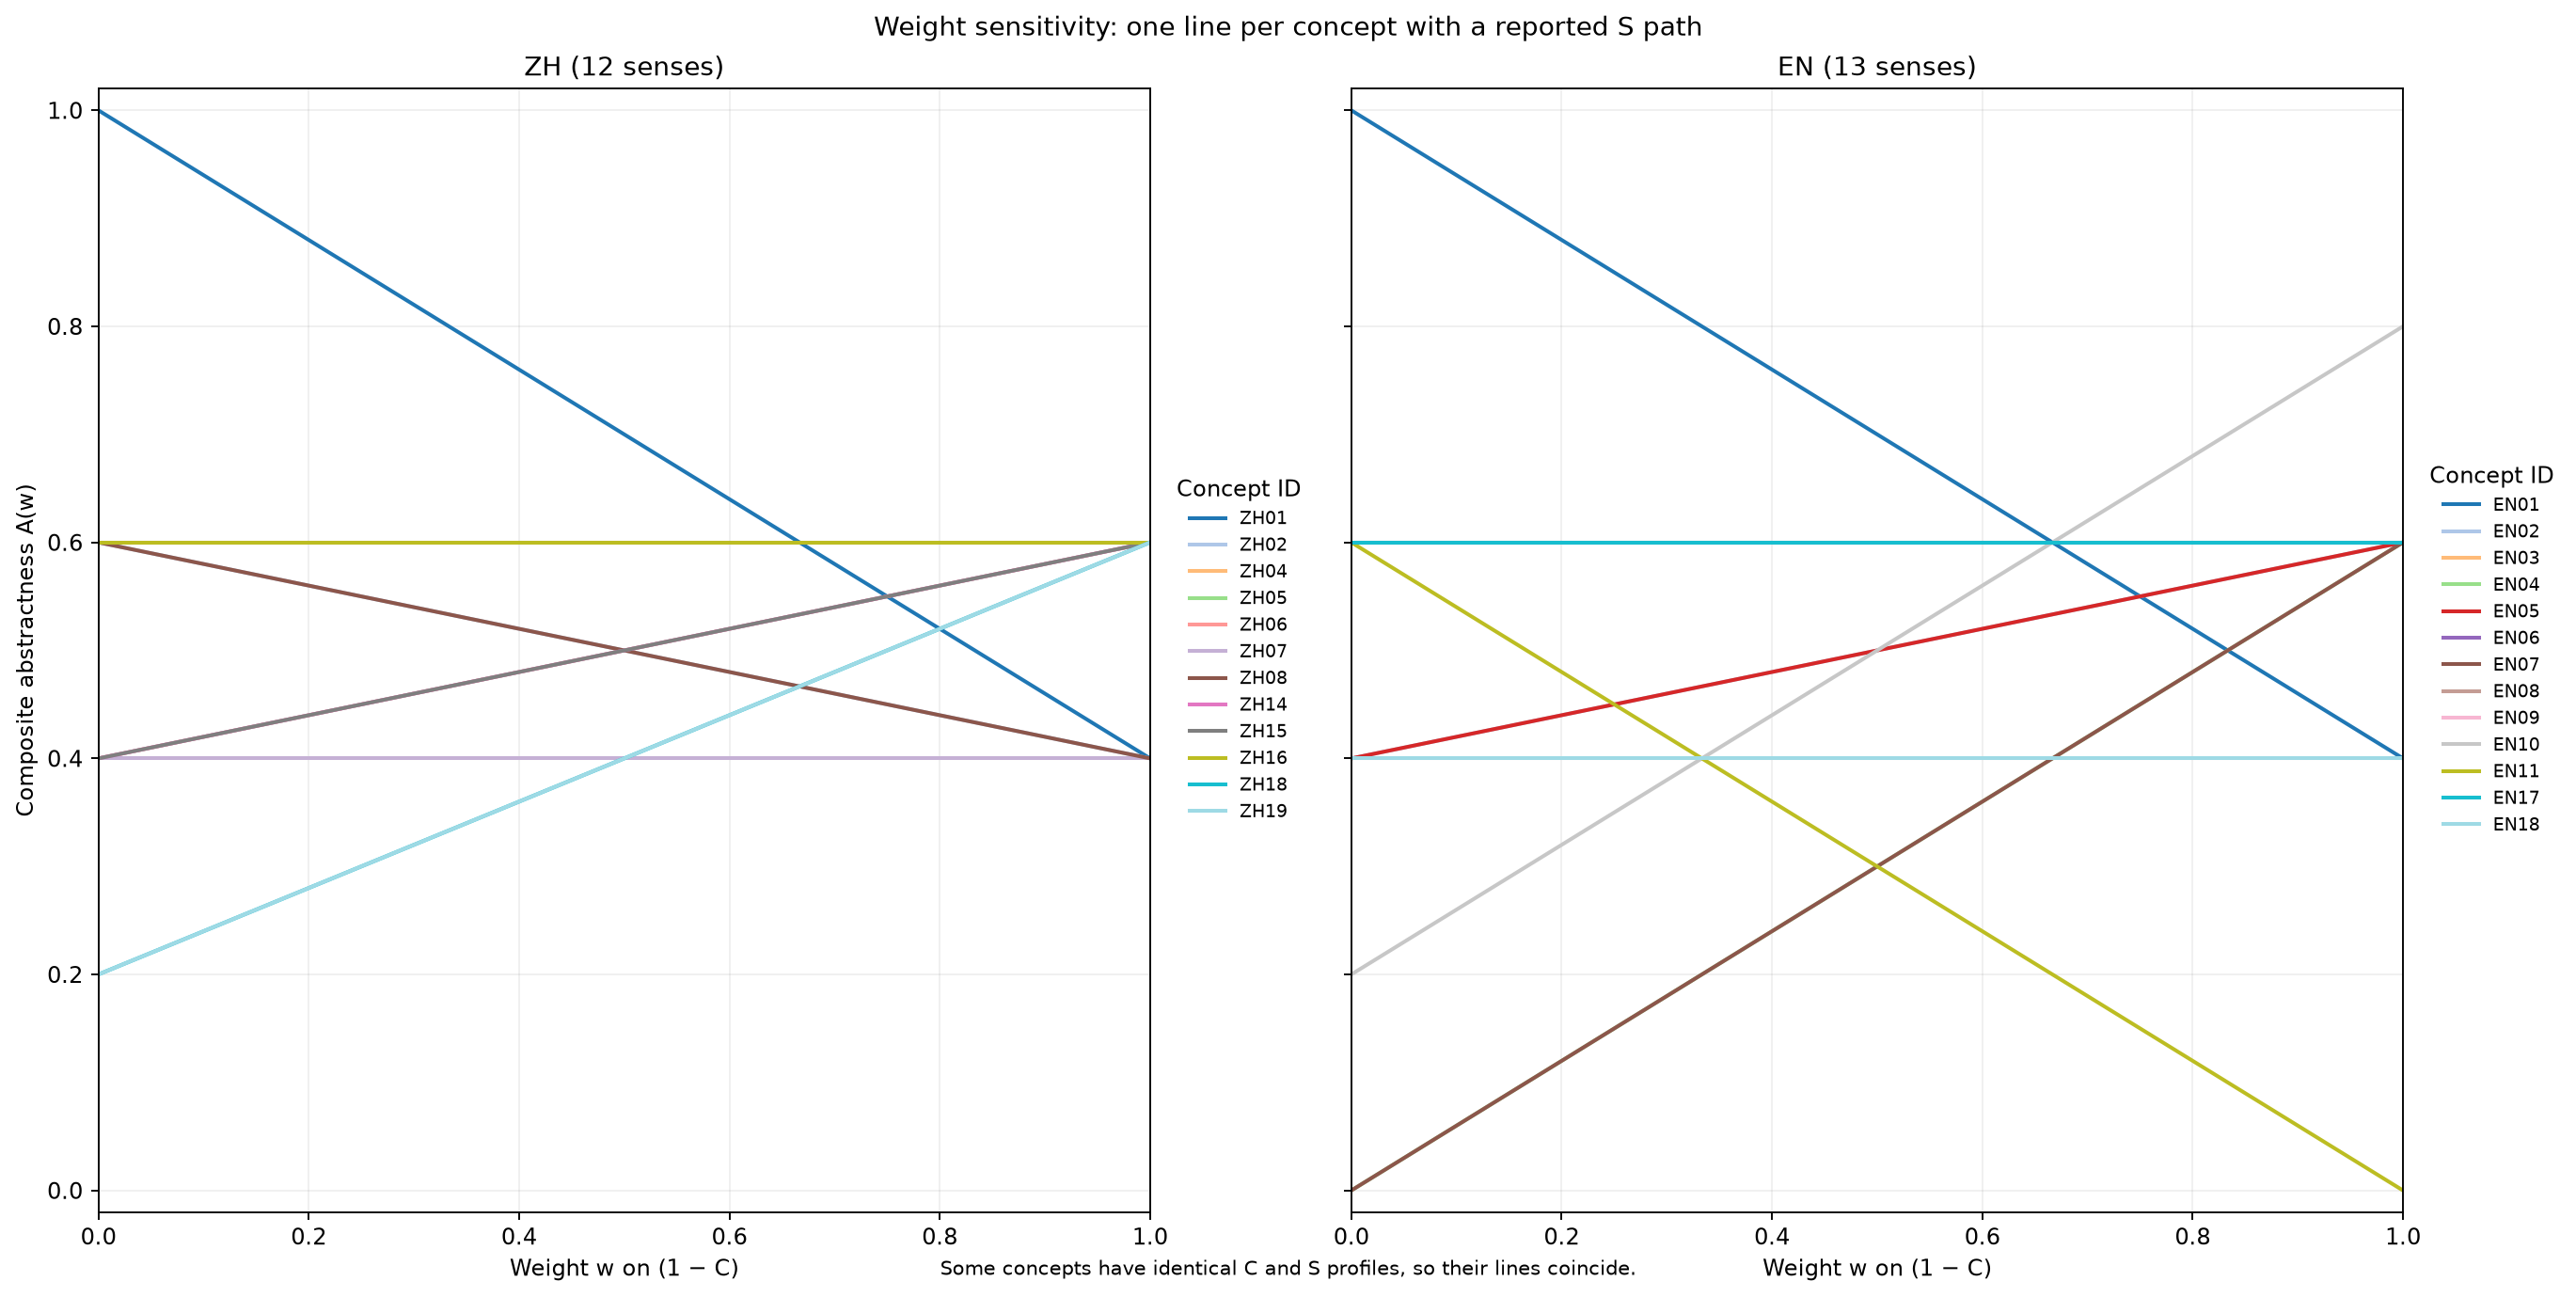 Weight sensitivity: one line per concept with a reported S path
ZH (12 senses)
Composite abstractness A(w)
1.0
0.8
0.6
0.4
0.2
0.0
0.0 0.2 0.4 0.6 0.8 1.0
Weight w on (1 − C)
Concept ID
ZH01
ZH02
ZH04
ZH05
ZH06
ZH07
ZH08
ZH14
ZH15
ZH16
ZH18
ZH19
EN (13 senses)
0.0 0.2 0.4 0.6 0.8 1.0
Weight w on (1 − C)
Concept ID
EN01
EN02
EN03
EN04
EN05
EN06
EN07
EN08
EN09
EN10
EN11
EN17
EN18
Some concepts have identical C and S profiles, so their lines coincide.